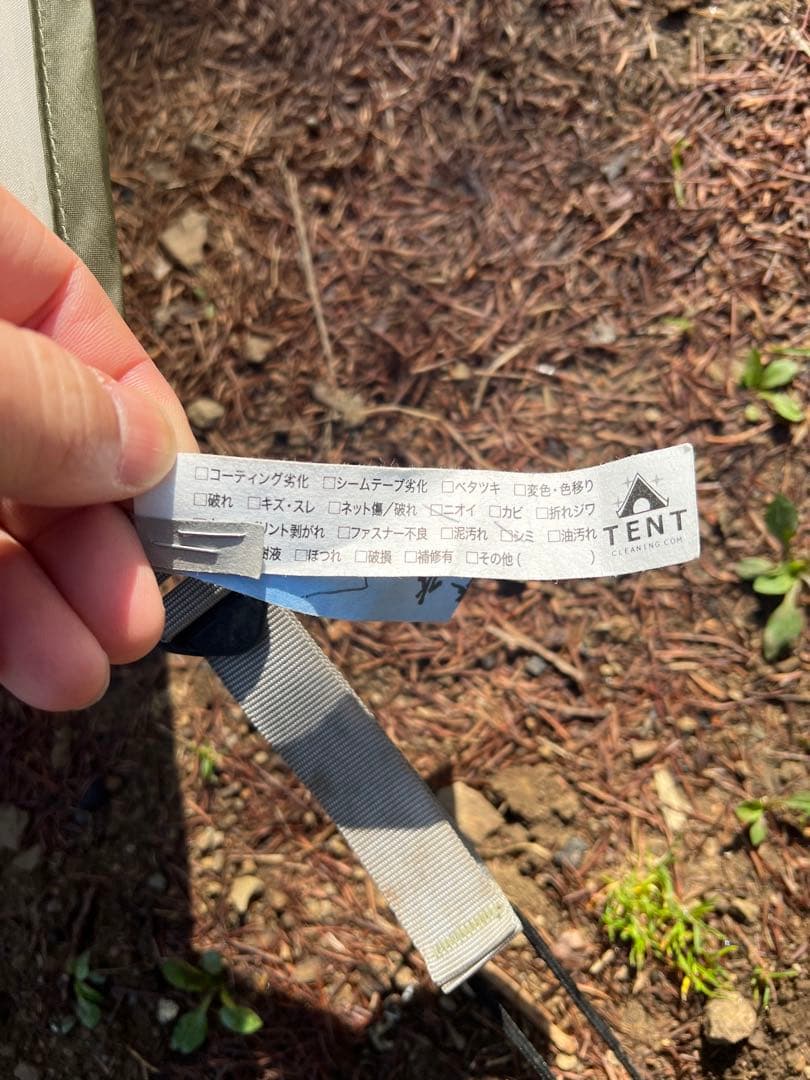 □コーティング劣化 □シームテープ劣化 □ベタツキ □変色・色移り
□破れ □キズ・スレ □ネット傷/破れ □ニオイ □カビ □折れジワ
リント剥がれ □ファスナー不良 □泥汚れ □シミ □油汚れ
樹液 □ほつれ □破損 □補修有 □その他( )
TENT
CLEANING.COM